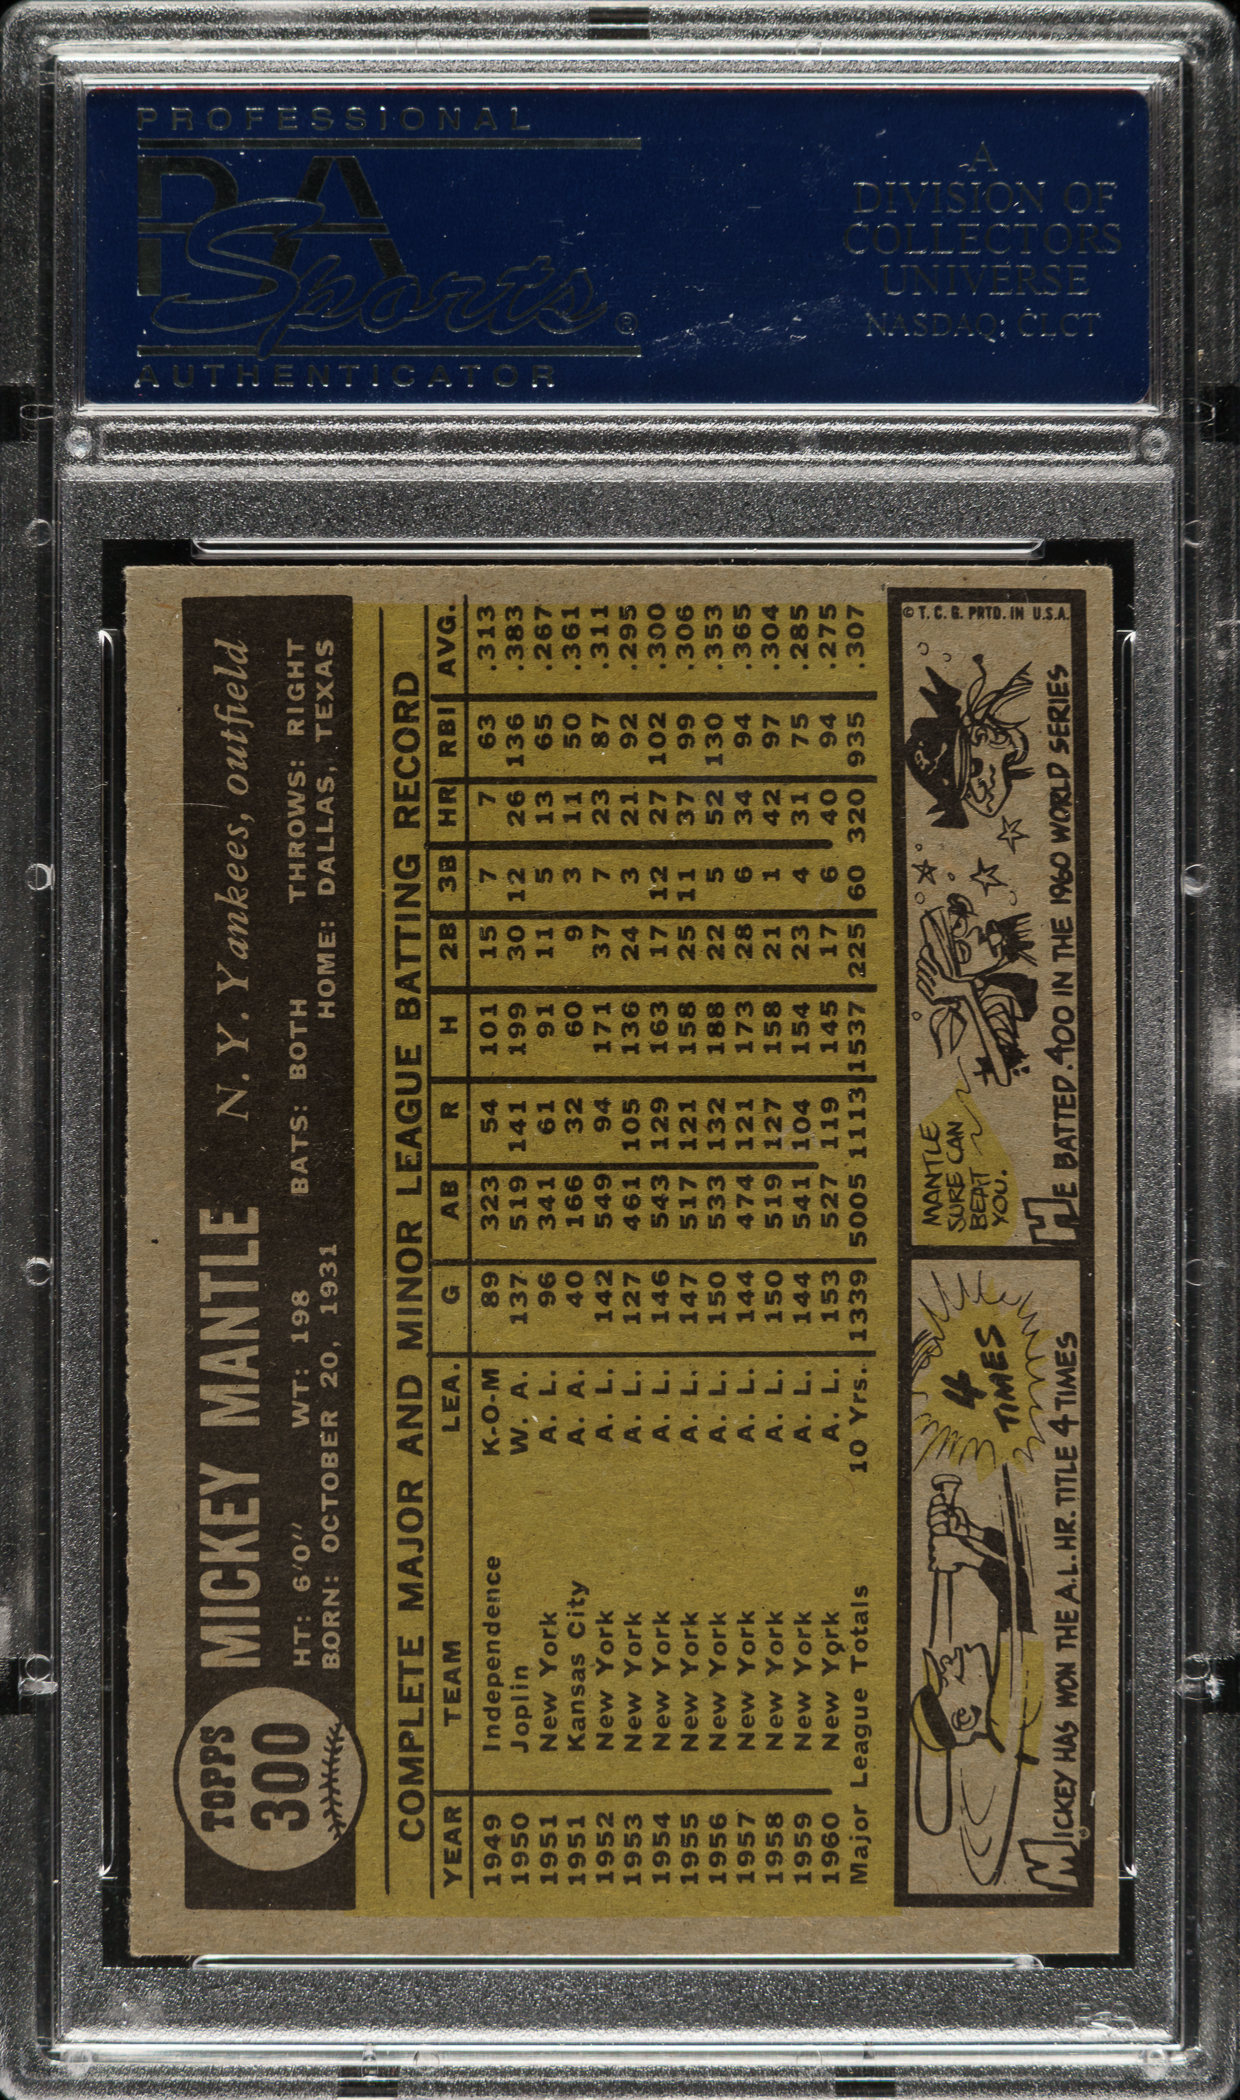 PROFESSIONAL
PSA
Sports®
AUTHENTICATOR
A
DIVISION OF
COLLECTORS
UNIVERSE
NASDAQ: CLCT
TOPPS
300
MICKEY MANTLE N. Y. Yankees, outfield
HT: 6'0" WT: 198 BATS: BOTH THROWS: RIGHT
BORN: OCTOBER 20, 1931 HOME: DALLAS, TEXAS
COMPLETE MAJOR AND MINOR LEAGUE BATTING RECORD
YEAR TEAM LEA. G AB R H 2B 3B HR RBI AVG.
1949 Independence K-O-M 89 323 54 101 15 7 7 63 .313
1950 Joplin W. A. 137 519 141 199 30 12 26 136 .383
1951 New York A. L. 96 341 61 91 11 5 13 65 .267
1951 Kansas City A. A. 40 166 32 60 9 3 11 50 .361
1952 New York A. L. 142 549 94 171 37 7 23 87 .311
1953 New York A. L. 127 461 105 136 24 3 21 92 .295
1954 New York A. L. 146 543 129 163 17 12 27 102 .300
1955 New York A. L. 147 517 121 158 25 11 37 99 .306
1956 New York A. L. 150 533 132 188 22 5 52 130 .353
1957 New York A. L. 144 474 121 173 28 6 34 94 .365
1958 New York A. L. 150 519 127 158 21 1 42 97 .304
1959 New York A. L. 144 541 104 154 23 4 31 75 .285
1960 New York A. L. 153 527 119 145 17 6 40 94 .275
Major League Totals 10 Yrs. 1339 5005 1113 1537 225 60 320 935 .307
4
TIMES
MICKEY HAS WON THE A.L. HR. TITLE 4 TIMES
MANTLE
SURE CAN
BEAT
YOU.
HE BATTED .400 IN THE 1960 WORLD SERIES
© T. C. G. PRTD. IN U.S.A.